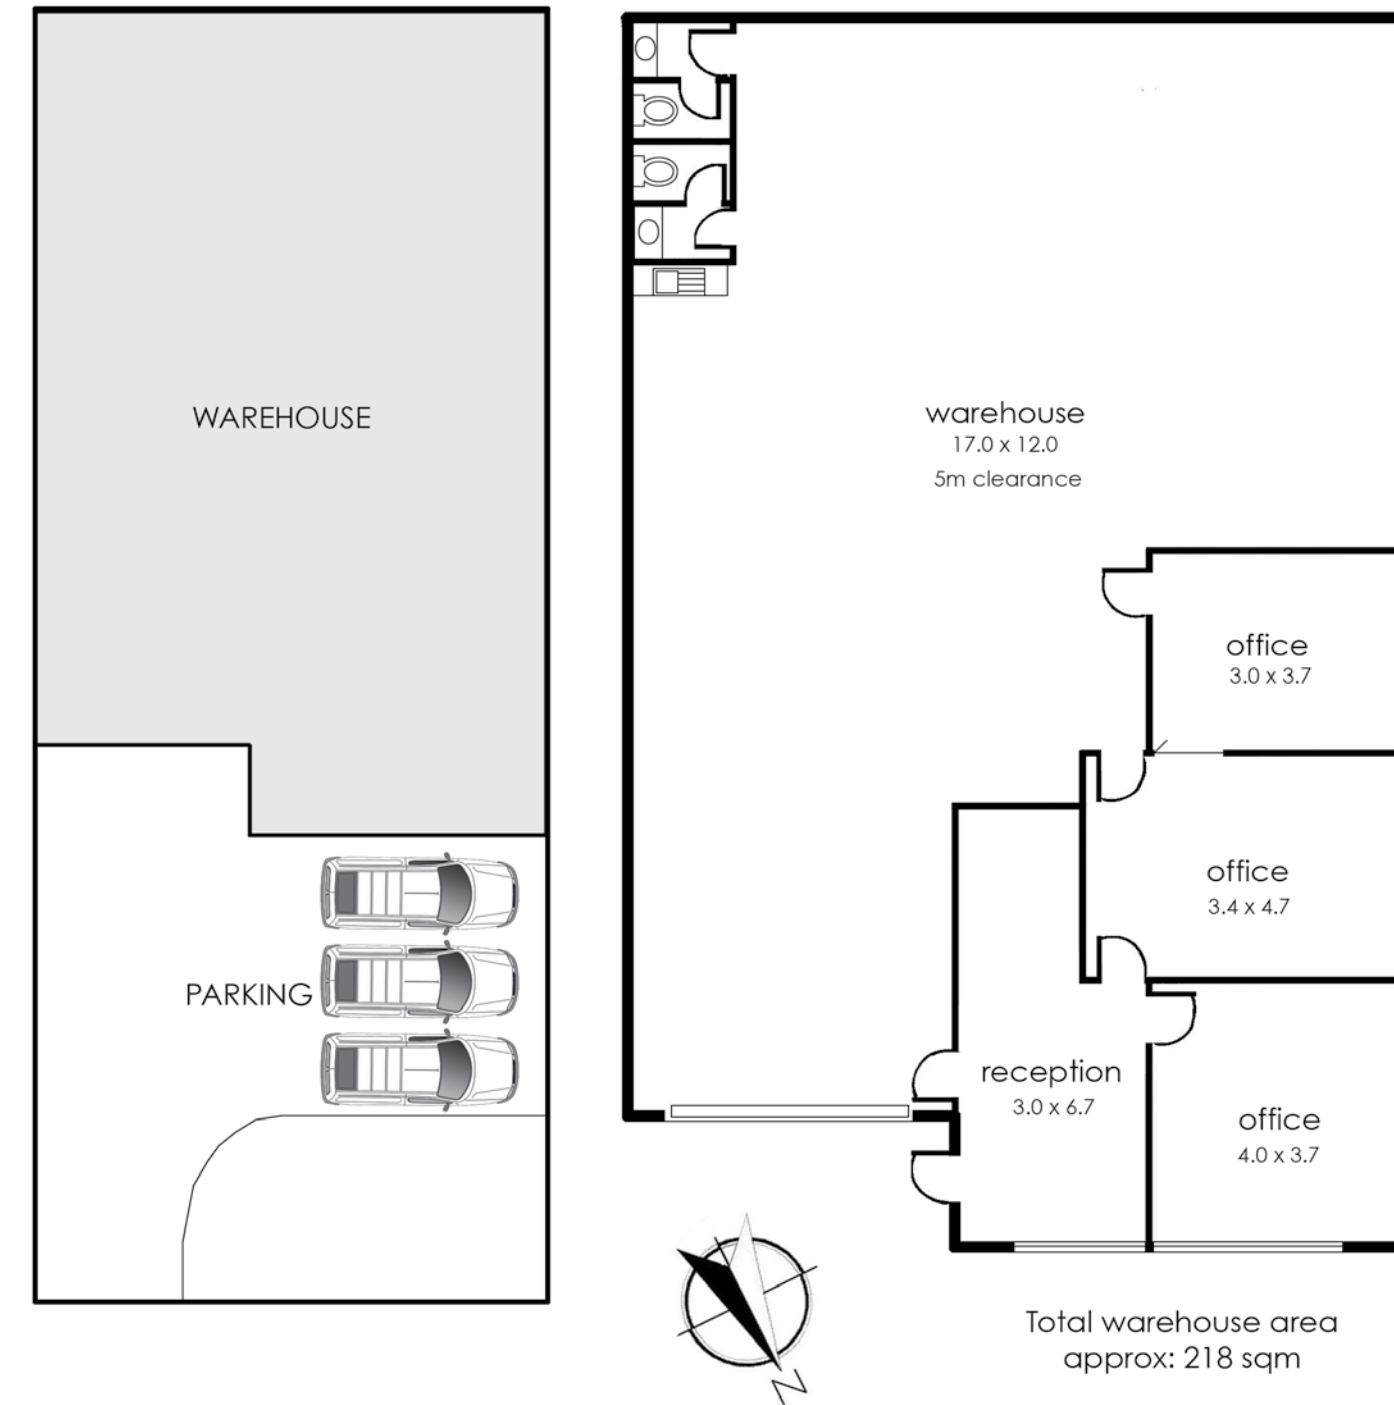 WAREHOUSE
PARKING
warehouse
17.0 x 12.0
5m clearance
office
3.0 x 3.7
office
3.4 x 4.7
reception
3.0 x 6.7
office
4.0 x 3.7
N
Total warehouse area
approx: 218 sqm